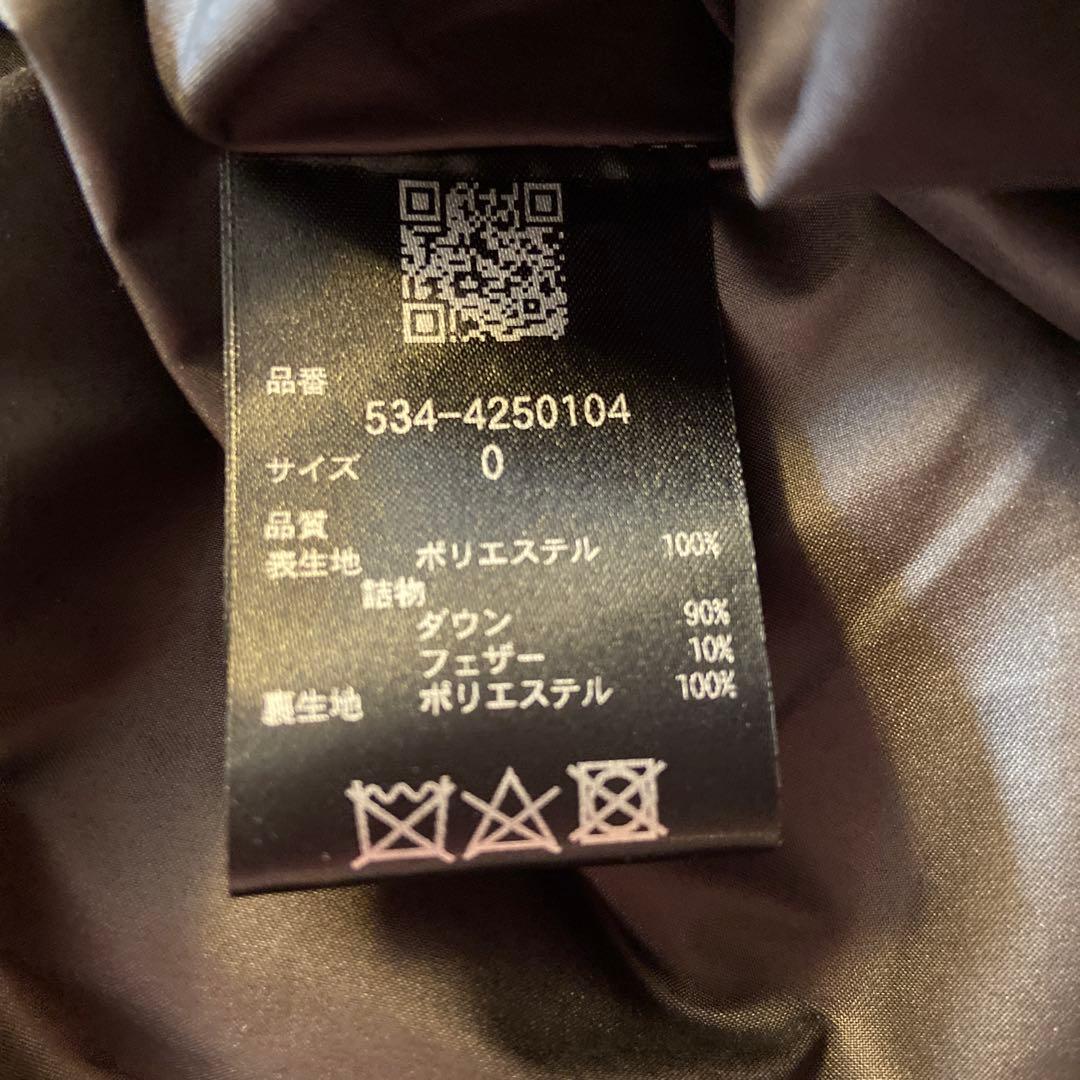 品番
534-4250104
サイズ 0
品質
表生地 ポリエステル 100%
詰物
ダウン 90%
フェザー 10%
裏生地 ポリエステル 100%